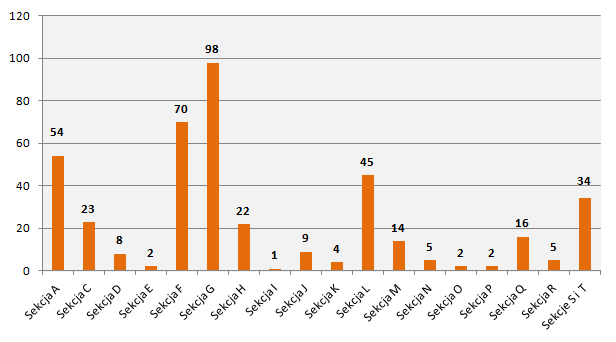 120
100
80
60
40
20
0
54
23
8
2
70
98
22
1
9
4
45
14
5
2
2
16
5
34
Sekcja A
Sekcja C
Sekcja D
Sekcja E
Sekcja F
Sekcja G
Sekcja H
Sekcja I
Sekcja J
Sekcja K
Sekcja L
Sekcja M
Sekcja N
Sekcja O
Sekcja P
Sekcja Q
Sekcja R
Sekcje S i T